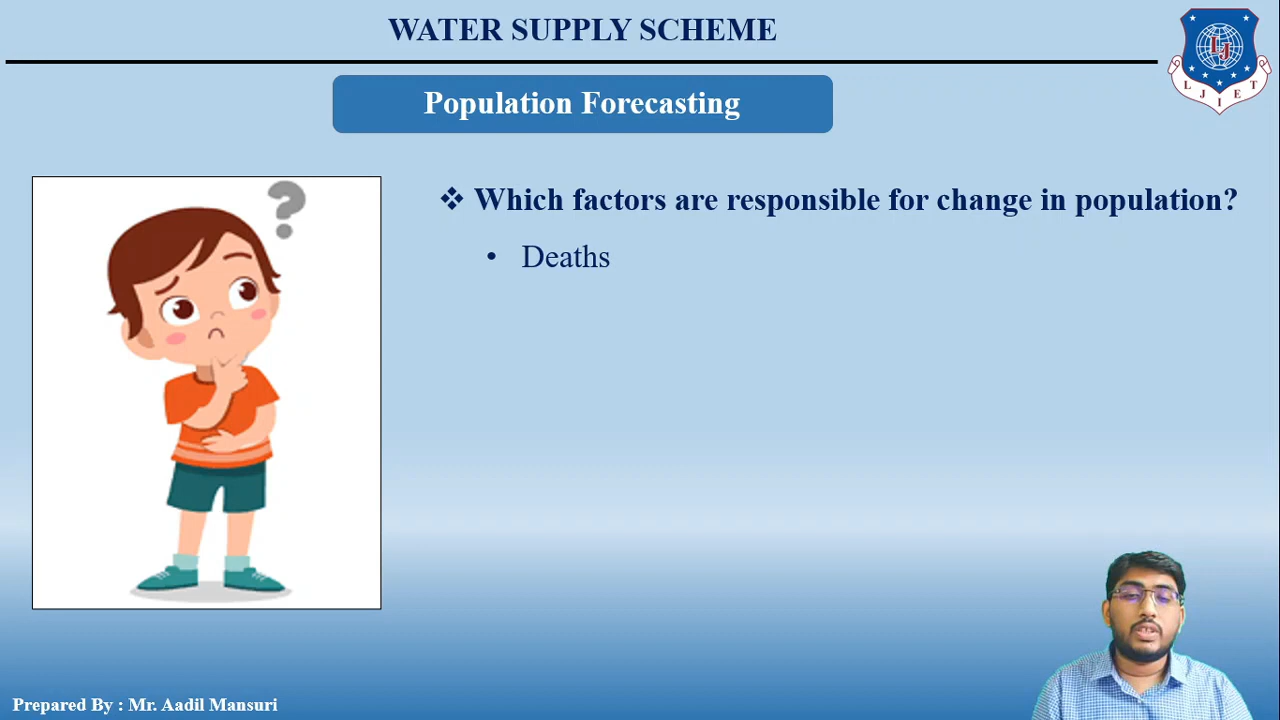 WATER SUPPLY SCHEME
LJ
L J I E T
Population Forecasting
?
❖ Which factors are responsible for change in population?
• Deaths
Prepared By : Mr. Aadil Mansuri